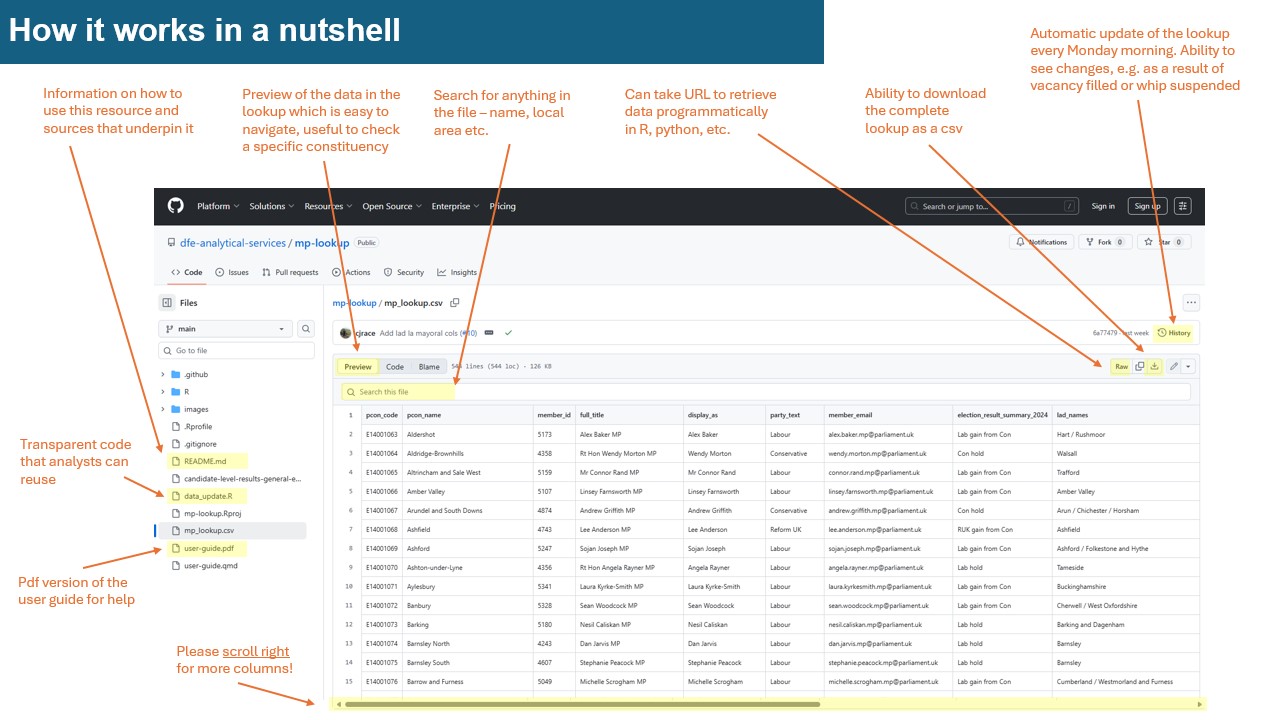 How it works in a nutshell
Information on how to
use this resource and
sources that underpin it
Preview of the data in the
lookup which is easy to
navigate, useful to check
a specific constituency
Search for anything in
the file – name, local
area etc.
Can take URL to retrieve
data programmatically
in R, python, etc.
Ability to download
the complete
lookup as a csv
Automatic update of the lookup
every Monday morning. Ability to
see changes, e.g. as a result of
vacancy filled or whip suspended
Platform Solutions Resources Open Source Enterprise Pricing Search or jump to... / Sign in Sign up
dfe-analytical-services / mp-lookup Public Notifications Fork 0 Star 0
Code Issues Pull requests Actions Security Insights
Files
main
Go to file
.github
R
images
.Rprofile
.gitignore
README.md
candidate-level-results-general-e...
data_update.R
mp-lookup.Rproj
mp_lookup.csv
user-guide.pdf
user-guide.qmd
Transparent code
that analysts can
reuse
Pdf version of the
user guide for help
Please scroll right
for more columns!
mp-lookup / mp_lookup.csv
cjrace Add lad la mayoral cols 6a77479 · last week History
Preview Code Blame lines (544 loc) · 126 KB Raw
Search this file
1 pcon_code pcon_name member_id full_title display_as party_text member_email election_result_summary_2024 lad_names
2 E14001063 Aldershot 5173 Alex Baker MP Alex Baker Labour alex.baker.mp@parliament.uk Lab gain from Con Hart / Rushmoor
3 E14001064 Aldridge-Brownhills 4358 Rt Hon Wendy Morton MP Wendy Morton Conservative wendy.morton.mp@parliament.uk Con hold Walsall
4 E14001065 Altrincham and Sale West 5159 Mr Connor Rand MP Mr Connor Rand Labour connor.rand.mp@parliament.uk Lab gain from Con Trafford
5 E14001066 Amber Valley 5107 Linsey Farnsworth MP Linsey Farnsworth Labour linsey.farnsworth.mp@parliament.uk Lab gain from Con Amber Valley
6 E14001067 Arundel and South Downs 4874 Andrew Griffith MP Andrew Griffith Conservative andrew.griffith.mp@parliament.uk Con hold Arun / Chichester / Horsham
7 E14001068 Ashfield 4743 Lee Anderson MP Lee Anderson Reform UK lee.anderson.mp@parliament.uk RUK gain from Con Ashfield
8 E14001069 Ashford 5247 Sojan Joseph MP Sojan Joseph Labour sojan.joseph.mp@parliament.uk Lab gain from Con Ashford / Folkestone and Hythe
9 E14001070 Ashton-under-Lyne 4356 Rt Hon Angela Rayner MP Angela Rayner Labour angela.rayner.mp@parliament.uk Lab hold Tameside
10 E14001071 Aylesbury 5341 Laura Kyrke-Smith MP Laura Kyrke-Smith Labour laura.kyrkesmith.mp@parliament.uk Lab gain from Con Buckinghamshire
11 E14001072 Banbury 5328 Sean Woodcock MP Sean Woodcock Labour sean.woodcock.mp@parliament.uk Lab gain from Con Cherwell / West Oxfordshire
12 E14001073 Barking 5180 Nesil Caliskan MP Nesil Caliskan Labour nesil.caliskan.mp@parliament.uk Lab hold Barking and Dagenham
13 E14001074 Barnsley North 4243 Dan Jarvis MP Dan Jarvis Labour dan.jarvis.mp@parliament.uk Lab hold Barnsley
14 E14001075 Barnsley South 4607 Stephanie Peacock MP Stephanie Peacock Labour stephanie.peacock.mp@parliament.uk Lab hold Barnsley
15 E14001076 Barrow and Furness 5049 Michelle Scrogham MP Michelle Scrogham Labour michelle.scrogham.mp@parliament.uk Lab gain from Con Cumberland / Westmorland and Furness